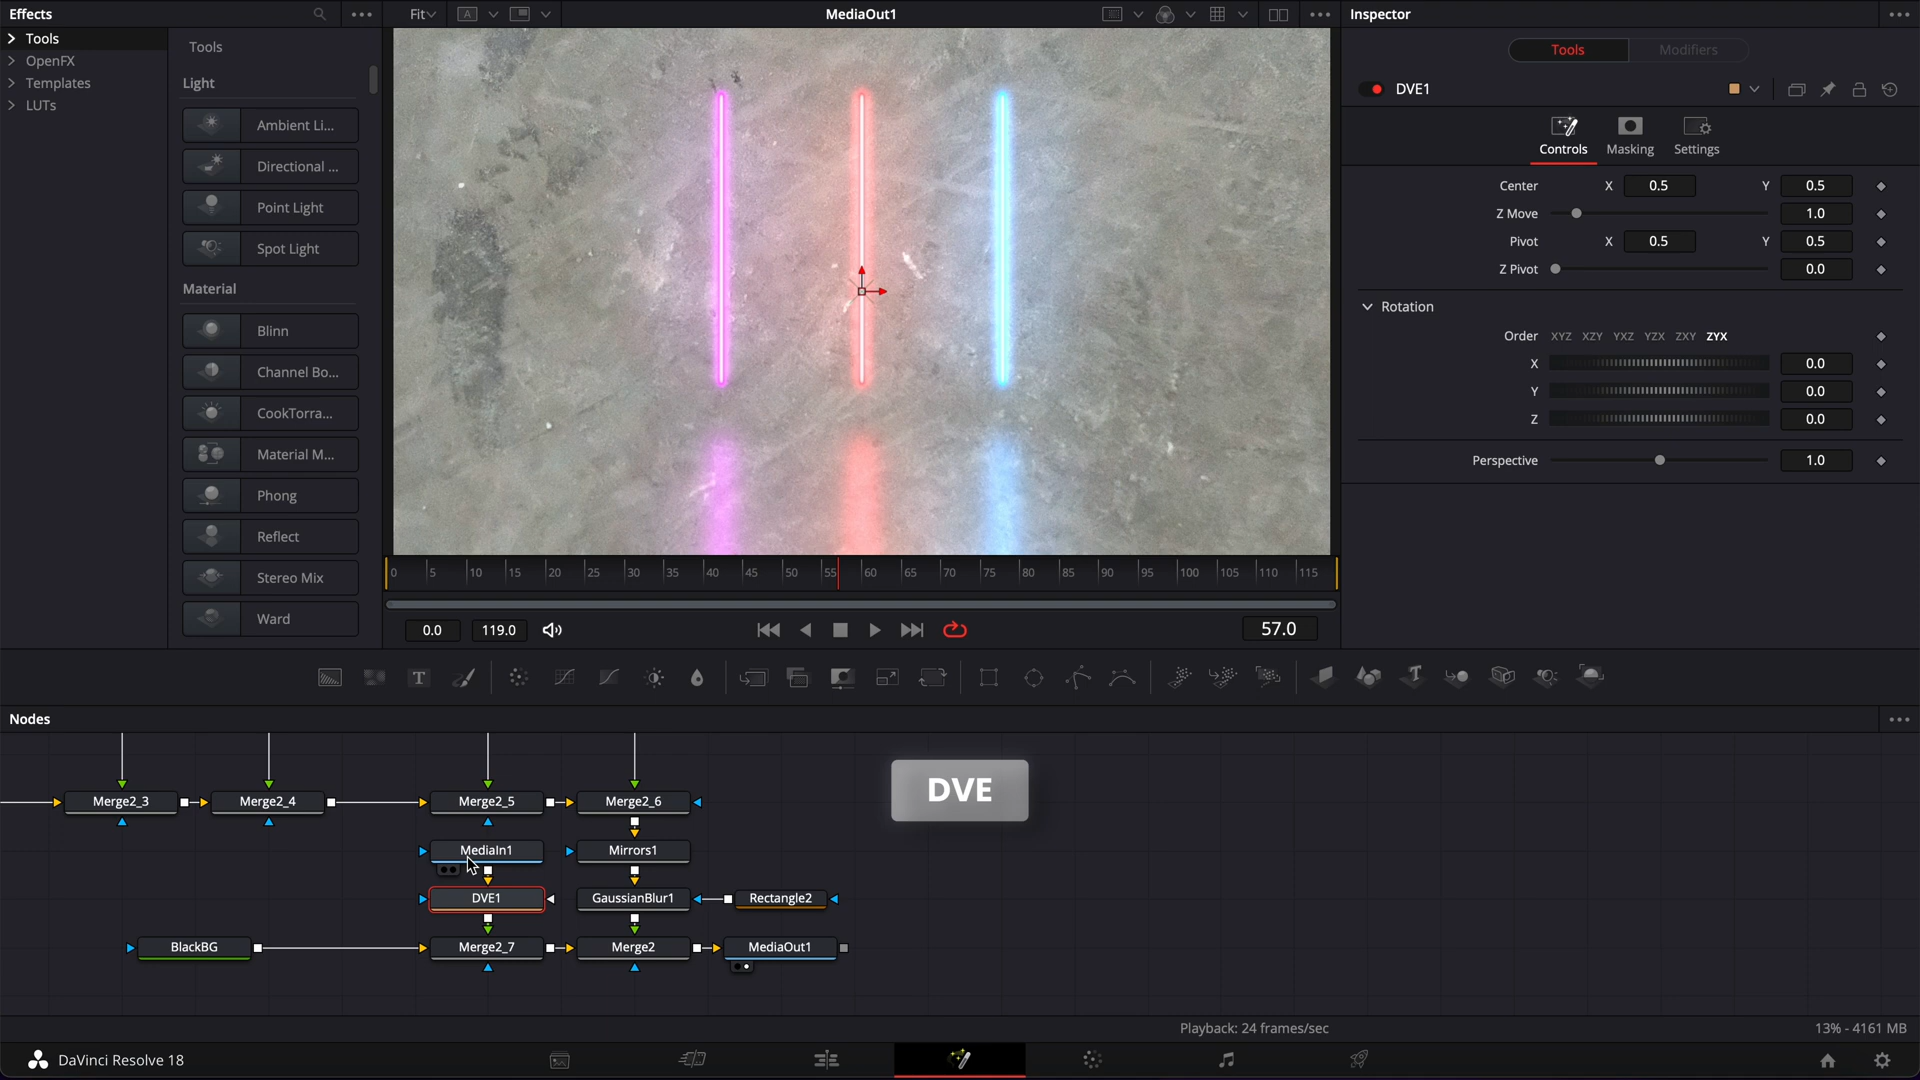 Effects
Fit
A
MediaOut1
Inspector
Tools
OpenFX
Templates
LUTs
Tools
Light
Ambient Li...
Directional ...
Point Light
Spot Light
Material
Blinn
Channel Bo...
CookTorra...
Material M...
Phong
Reflect
Stereo Mix
Ward
0 5 10 15 20 25 30 35 40 45 50 55 60 65 70 75 80 85 90 95 100 105 110 115
0.0 119.0
57.0
Tools Modifiers
DVE1
Controls Masking Settings
Center X 0.5 Y 0.5
Z Move 1.0
Pivot X 0.5 Y 0.5
Z Pivot 0.0
Rotation
Order XYZ XZY YXZ YZX ZXY ZYX
X 0.0
Y 0.0
Z 0.0
Perspective 1.0
T
T
Nodes
DVE
Merge2_3 Merge2_4 Merge2_5 Merge2_6
MediaIn1 Mirrors1
DVE1 GaussianBlur1 Rectangle2
BlackBG Merge2_7 Merge2 MediaOut1
Playback: 24 frames/sec
13% - 4161 MB
DaVinci Resolve 18